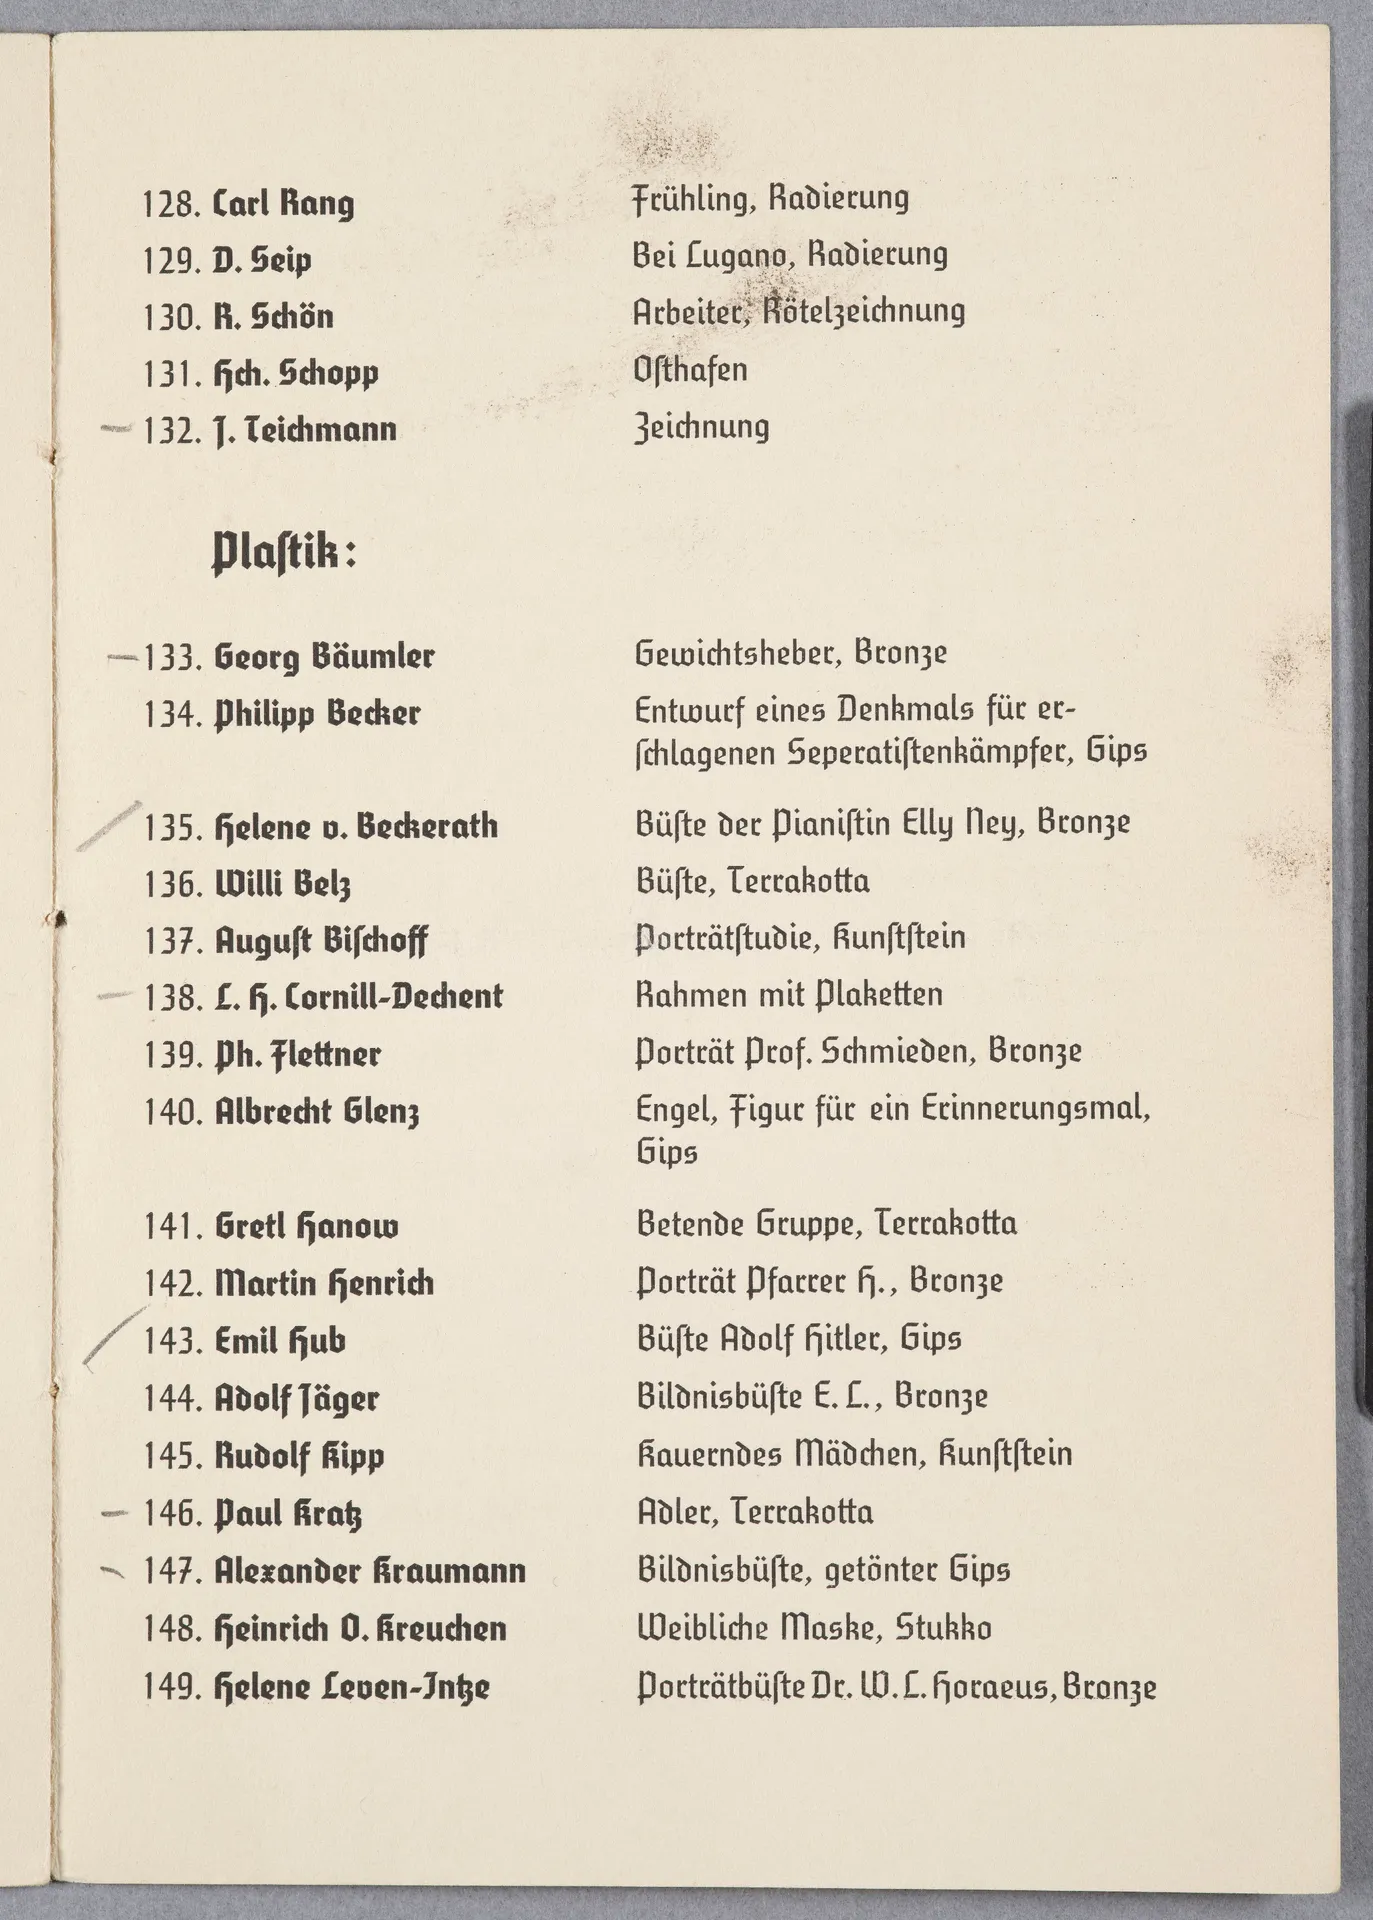 128. Carl Rang Frühling, Radierung
129. D. Seip Bei Lugano, Radierung
130. R. Schön Arbeiter, Rötelzeichnung
131. Hch. Schopp Oſthafen
132. J. Teichmann Zeichnung
Plaſtik:
133. Georg Bäumler Gewichtsheber, Bronze
134. Philipp Becker Entwurf eines Denkmals für er-
ſchlagenen Seperatiſtenkämpfer, Gips
135. Helene v. Beckerath Büſte der Pianiſtin Elly Ney, Bronze
136. Willi Belz Büſte, Terrakotta
137. Auguſt Biſchoff Porträtſtudie, Kunſtſtein
138. L. H. Cornill-Dechent Rahmen mit Plaketten
139. Ph. Flettner Porträt Prof. Schmieden, Bronze
140. Albrecht Glenz Engel, Figur für ein Erinnerungsmal,
Gips
141. Gretl Hanow Betende Gruppe, Terrakotta
142. Martin Henrich Porträt Pfarrer H., Bronze
143. Emil Hub Büſte Adolf Hitler, Gips
144. Adolf Jäger Bildnisbüſte E. L., Bronze
145. Rudolf Kipp Kauerndes Mädchen, Kunſtſtein
146. Paul Kratz Adler, Terrakotta
147. Alexander Kraumann Bildnisbüſte, getönter Gips
148. Heinrich O. Kreuchen Weibliche Maske, Stukko
149. Helene Leven-Intze Porträtbüſte Dr. W. L. Horaeus, Bronze